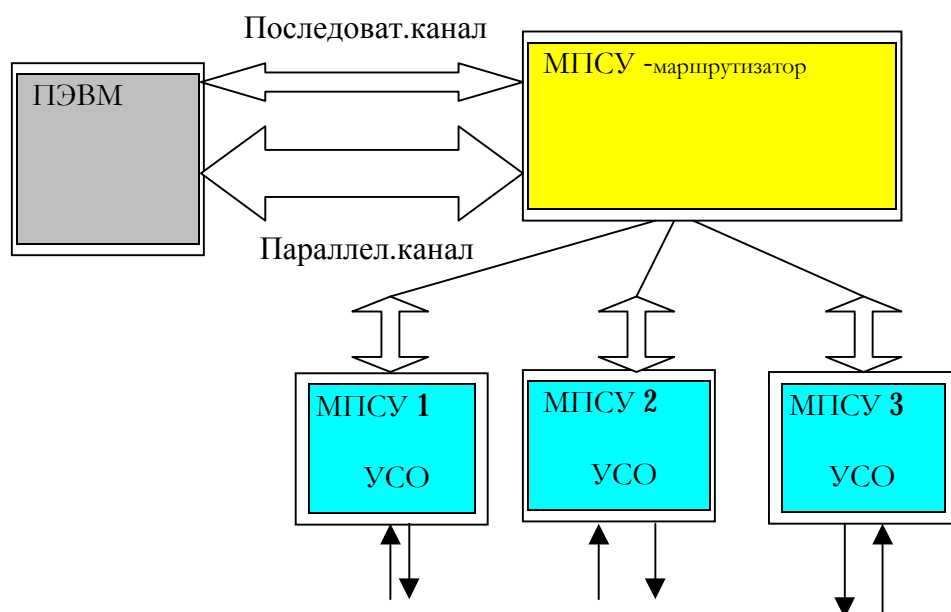 Последоват.канал
ПЭВМ
МПСУ -маршрутизатор
Параллел.канал
МПСУ 1
УСО
МПСУ 2
УСО
МПСУ 3
УСО